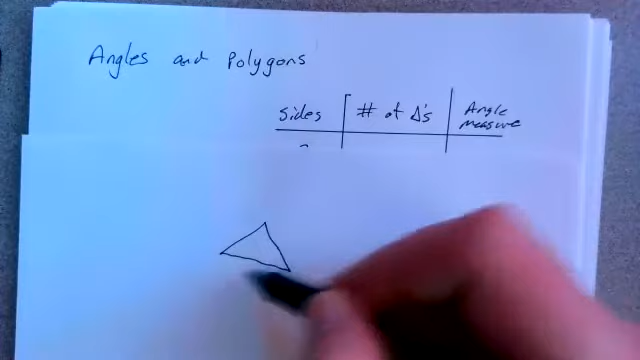 Angles and Polygons
Sides # of Δ's Angle
measure